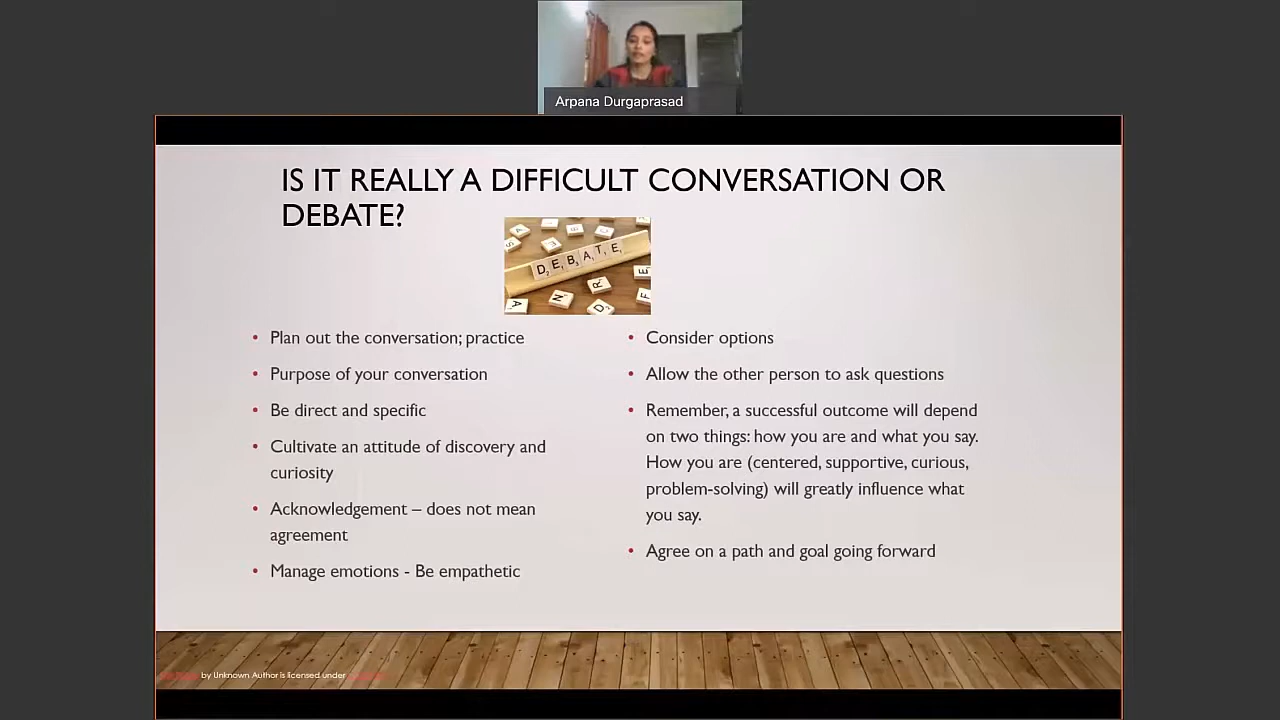 Arpana Durgaprasad
IS IT REALLY A DIFFICULT CONVERSATION OR
DEBATE?
DEBATE
• Plan out the conversation; practice
• Purpose of your conversation
• Be direct and specific
• Cultivate an attitude of discovery and
curiosity
• Acknowledgement – does not mean
agreement
• Manage emotions - Be empathetic
• Consider options
• Allow the other person to ask questions
• Remember, a successful outcome will depend
on two things: how you are and what you say.
How you are (centered, supportive, curious,
problem-solving) will greatly influence what
you say.
• Agree on a path and goal going forward
by Unknown Author is licensed under